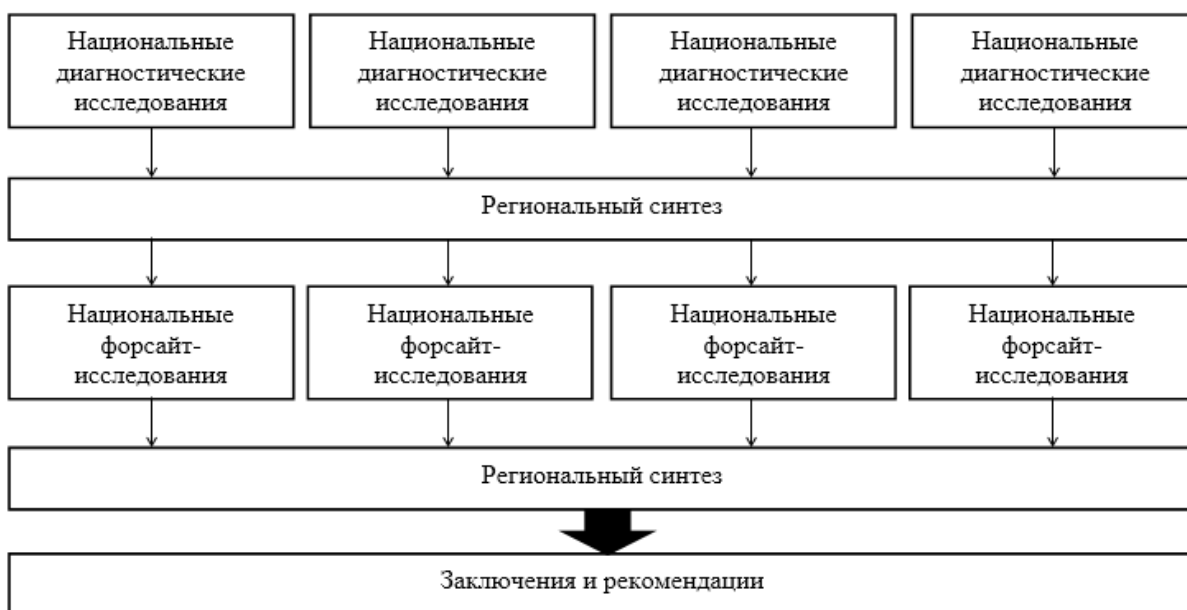 Национальные
диагностические
исследования
Национальные
диагностические
исследования
Национальные
диагностические
исследования
Национальные
диагностические
исследования
Региональный синтез
Национальные
форсайт-
исследования
Национальные
форсайт-
исследования
Национальные
форсайт-
исследования
Национальные
форсайт-
исследования
Региональный синтез
Заключения и рекомендации